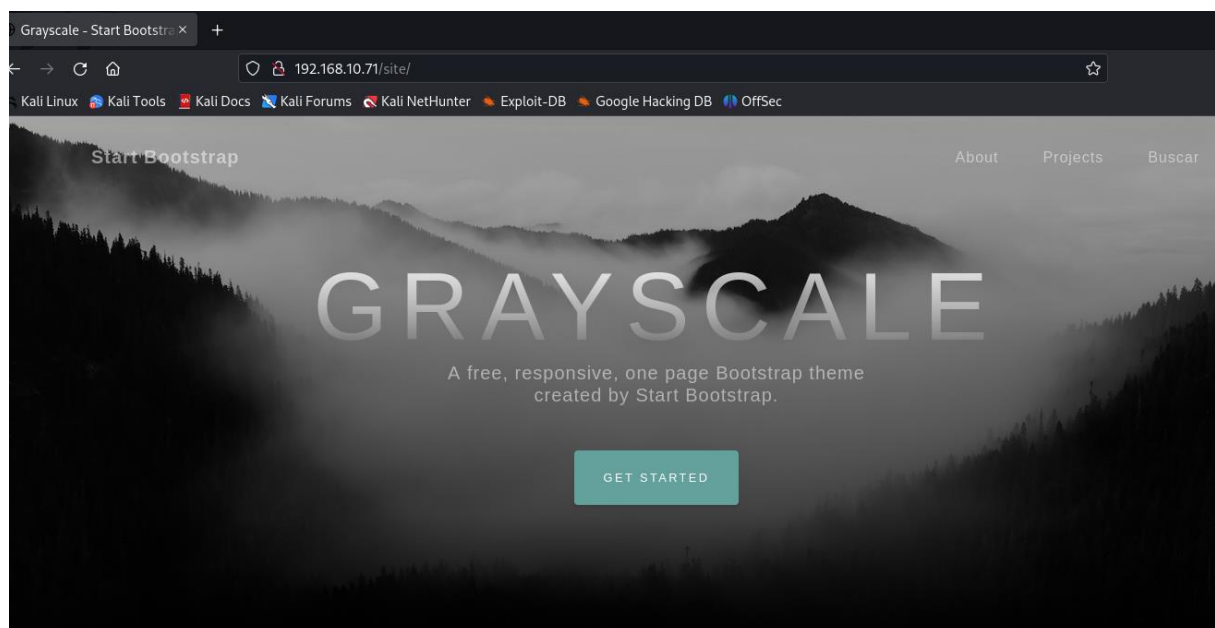 Grayscale - Start Bootstra
192.168.10.71/site/
Kali Linux Kali Tools Kali Docs Kali Forums Kali NetHunter Exploit-DB Google Hacking DB OffSec
Start Bootstrap About Projects Buscar
GRAYSCALE
A free, responsive, one page Bootstrap theme
created by Start Bootstrap.
GET STARTED